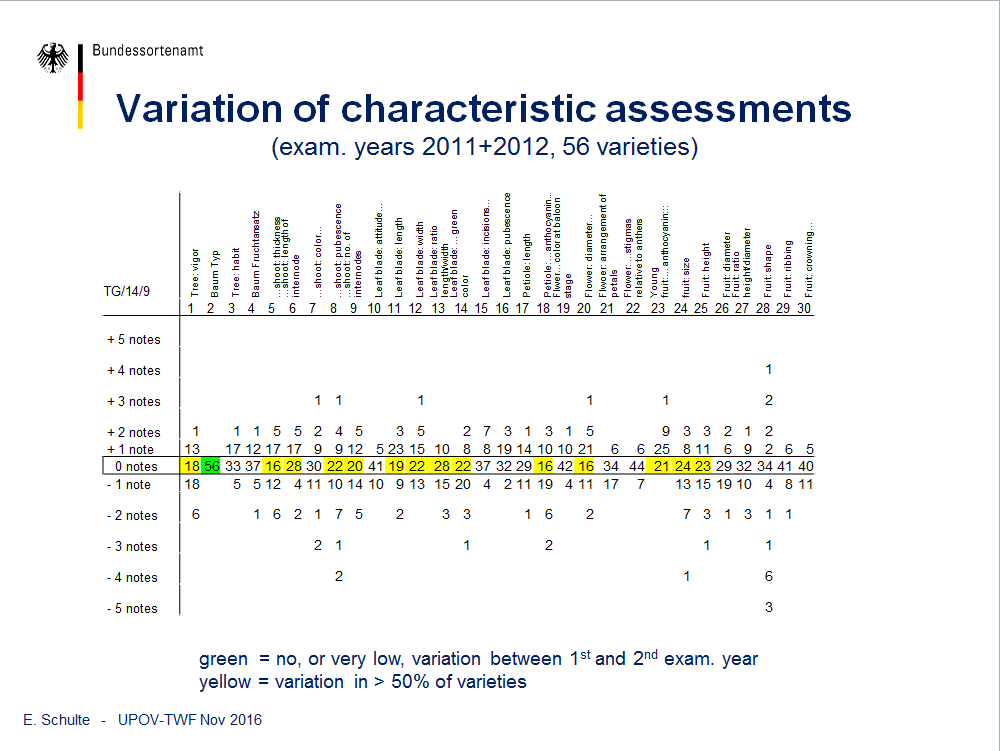 Bundessortenamt
Variation of characteristic assessments
(exam. years 2011+2012, 56 varieties)
TG/14/9
Tree: vigor
Baum Typ
Tree: habit
Baum Fruchtansatz
...shoot: thickness
...shoot: length of
internode
...shoot: color...
...shoot: pubescence
...shoot: no. of
internodes
Leaf blade: attitude...
Leaf blade: length
Leaf blade: width
Leaf blade: ratio
length/width
Leaf blade: ... green
color
Leaf blade: incisions...
Leaf blade: pubescence
Petiole: length
Petiole: ...anthocyanin...
Flwer... color at baloon
stage
Flower: diameter...
Fllower: arrangement of
petals
Flower: ...stigmas
relative to anthers
Young
fruit:...anthocyanin:::
fruit: size
Fruit: height
Fruit: diameter
Fruit: ratio
height/diameter
Fruit: shape
Fruit: ribbing
Fruit: crowning...
1 2 3 4 5 6 7 8 9 10 11 12 13 14 15 16 17 18 19 20 21 22 23 24 25 26 27 28 29 30
+ 5 notes
+ 4 notes 1
+ 3 notes 1 1 1 1 1 2
+ 2 notes 1 1 1 5 5 2 4 5 3 5 2 7 3 1 3 1 5 9 3 3 2 1 2
+ 1 note 13 17 12 17 17 9 9 12 5 23 15 10 8 8 19 14 10 10 21 6 6 25 8 11 6 9 2 6 5
0 notes 18 56 33 37 16 28 30 22 20 41 19 22 28 22 37 32 29 16 42 16 34 44 21 24 23 29 32 34 41 40
- 1 note 18 5 5 12 4 11 10 14 10 9 13 15 20 4 2 11 19 4 11 17 7 13 15 19 10 4 8 11
- 2 notes 6 1 6 2 1 7 5 2 3 3 1 6 2 7 3 1 3 1 1
- 3 notes 2 1 1 2 1 1
- 4 notes 2 1 6
- 5 notes 3
green = no, or very low, variation between 1st and 2nd exam. year
yellow = variation in > 50% of varieties
E. Schulte - UPOV-TWF Nov 2016